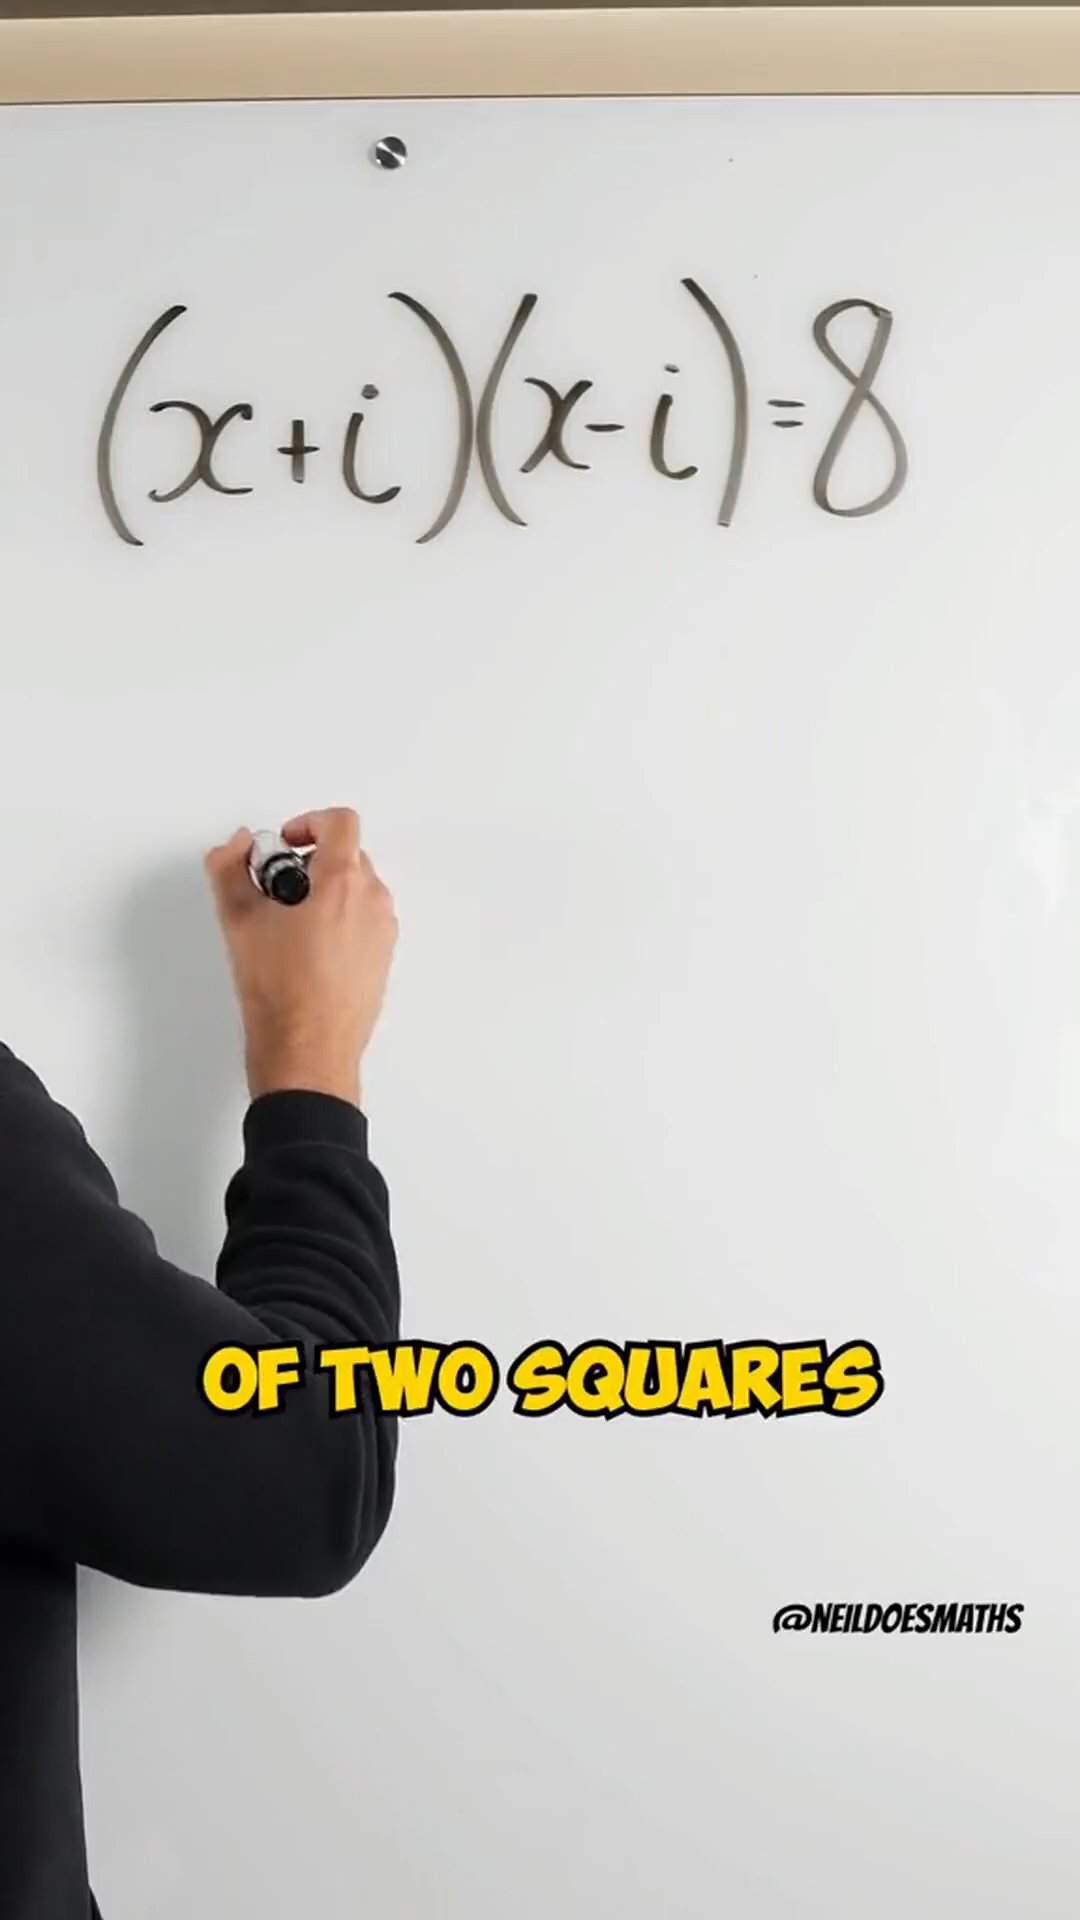 (x+i)(x-i)=8
OF TWO SQUARES
@NEILDOESMATHS